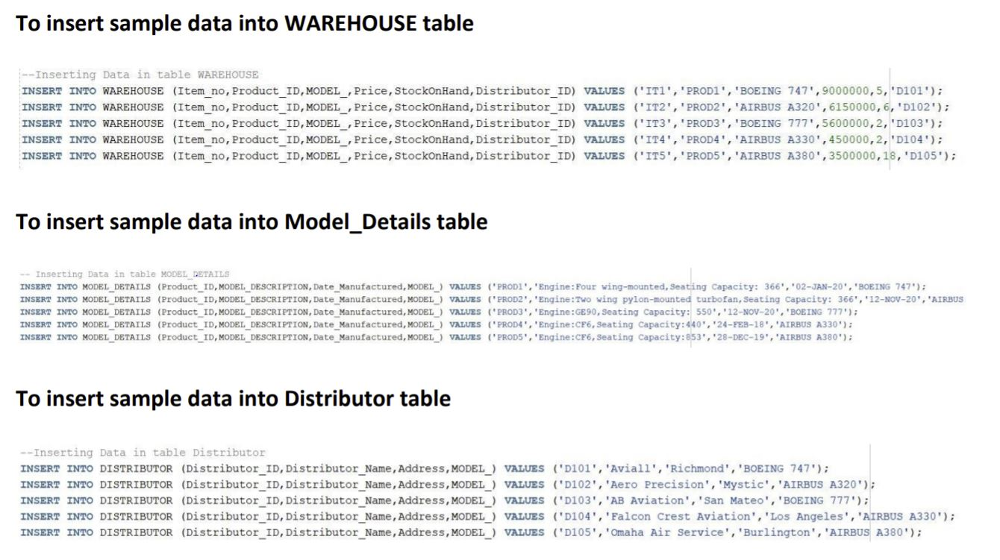 To insert sample data into WAREHOUSE table
--Inserting Data in table WAREHOUSE
INSERT INTO WAREHOUSE (Item_no,Product_ID,MODEL_,Price,StockOnHand,Distributor_ID) VALUES ('IT1','PROD1','BOEING 747',9000000,5,'D101');
INSERT INTO WAREHOUSE (Item_no,Product_ID,MODEL_,Price,StockOnHand,Distributor_ID) VALUES ('IT2','PROD2','AIRBUS A320',6150000,6,'D102');
INSERT INTO WAREHOUSE (Item_no,Product_ID,MODEL_,Price,StockOnHand,Distributor_ID) VALUES ('IT3','PROD3','BOEING 777',5600000,2,'D103');
INSERT INTO WAREHOUSE (Item_no,Product_ID,MODEL_,Price,StockOnHand,Distributor_ID) VALUES ('IT4','PROD4','AIRBUS A330',450000,2,'D104');
INSERT INTO WAREHOUSE (Item_no,Product_ID,MODEL_,Price,StockOnHand,Distributor_ID) VALUES ('IT5','PROD5','AIRBUS A380',3500000,18,'D105');
To insert sample data into Model_Details table
-- Inserting Data in table MODEL_DETAILS
INSERT INTO MODEL_DETAILS (Product_ID,MODEL_DESCRIPTION,Date_Manufactured,MODEL_) VALUES ('PROD1','Engine:Four wing-mounted,Seating Capacity: 366','02-JAN-20','BOEING 747');
INSERT INTO MODEL_DETAILS (Product_ID,MODEL_DESCRIPTION,Date_Manufactured,MODEL_) VALUES ('PROD2','Engine:Two wing pylon-mounted turbofan,Seating Capacity: 366','12-NOV-20','AIRBUS
INSERT INTO MODEL_DETAILS (Product_ID,MODEL_DESCRIPTION,Date_Manufactured,MODEL_) VALUES ('PROD3','Engine:GE90,Seating Capacity: 550','12-NOV-20','BOEING 777');
INSERT INTO MODEL_DETAILS (Product_ID,MODEL_DESCRIPTION,Date_Manufactured,MODEL_) VALUES ('PROD4','Engine:CF6,Seating Capacity:440','24-FEB-18','AIRBUS A330');
INSERT INTO MODEL_DETAILS (Product_ID,MODEL_DESCRIPTION,Date_Manufactured,MODEL_) VALUES ('PROD5','Engine:CF6,Seating Capacity:853','28-DEC-19','AIRBUS A380');
To insert sample data into Distributor table
--Inserting Data in table Distributor
INSERT INTO DISTRIBUTOR (Distributor_ID,Distributor_Name,Address,MODEL_) VALUES ('D101','Aviall','Richmond','BOEING 747');
INSERT INTO DISTRIBUTOR (Distributor_ID,Distributor_Name,Address,MODEL_) VALUES ('D102','Aero Precision','Mystic','AIRBUS A320');
INSERT INTO DISTRIBUTOR (Distributor_ID,Distributor_Name,Address,MODEL_) VALUES ('D103','AB Aviation','San Mateo','BOEING 777');
INSERT INTO DISTRIBUTOR (Distributor_ID,Distributor_Name,Address,MODEL_) VALUES ('D104','Falcon Crest Aviation','Los Angeles','AIRBUS A330');
INSERT INTO DISTRIBUTOR (Distributor_ID,Distributor_Name,Address,MODEL_) VALUES ('D105','Omaha Air Service','Burlington','AIRBUS A380');